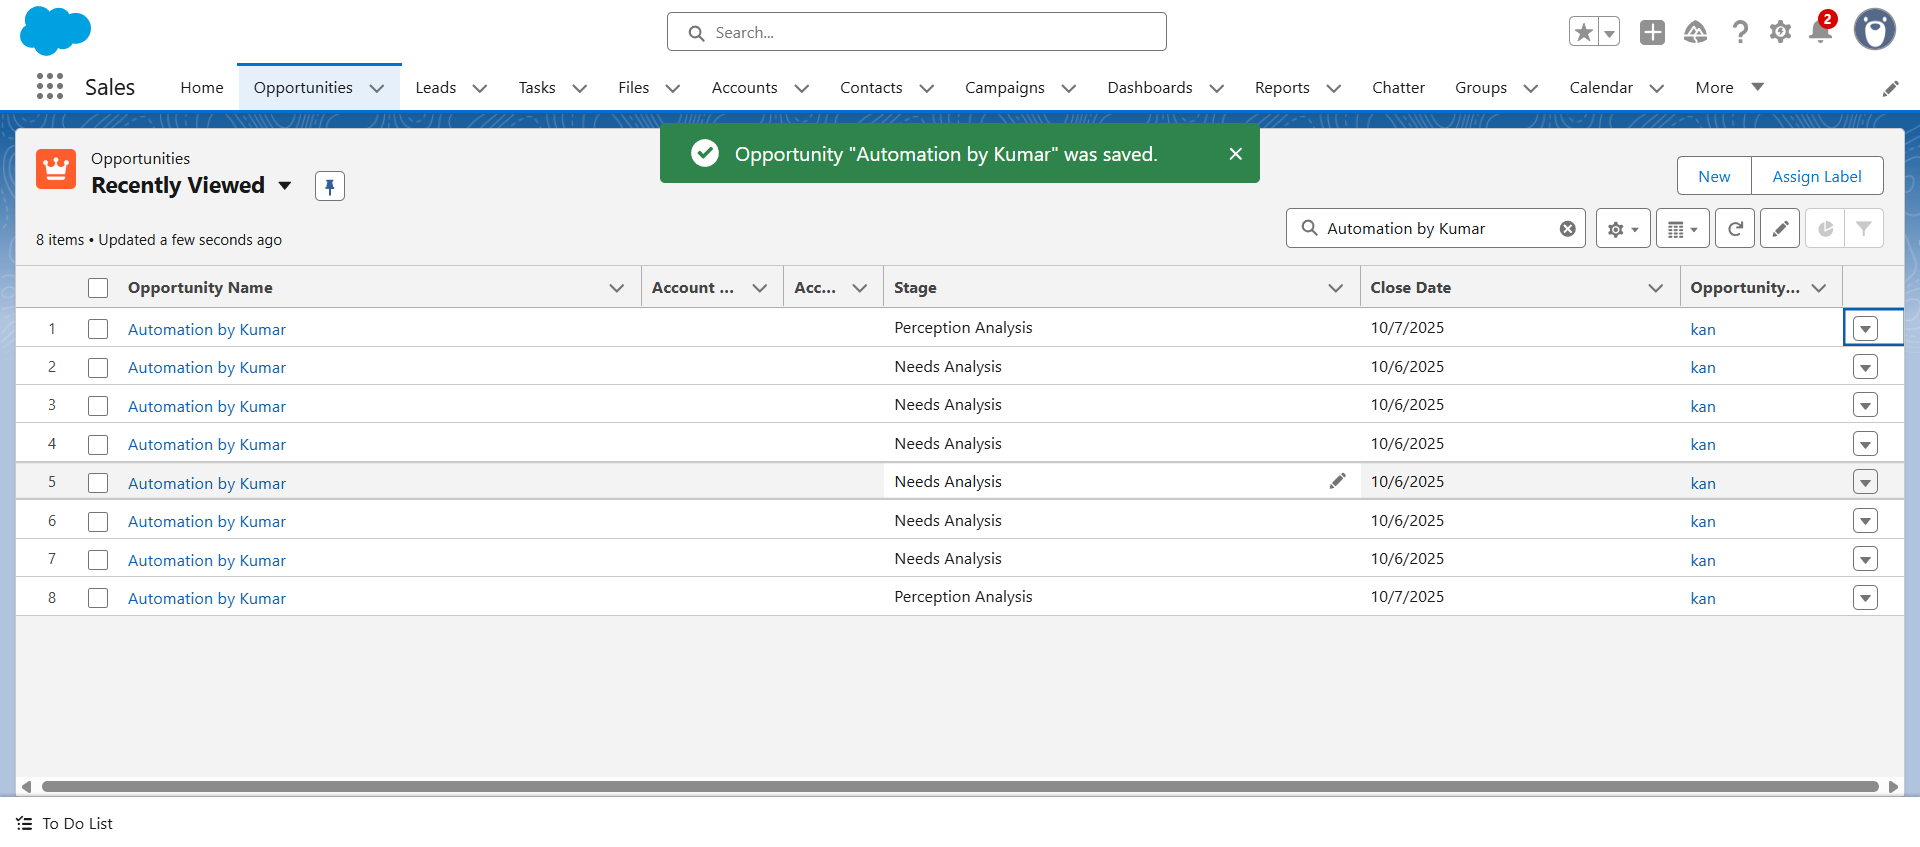 Search...
2
Sales
Home
Opportunities
Leads
Tasks
Files
Accounts
Contacts
Campaigns
Dashboards
Reports
Chatter
Groups
Calendar
More
Opportunity "Automation by Kumar" was saved.
Opportunities
Recently Viewed
New
Assign Label
8 items • Updated a few seconds ago
Automation by Kumar
Opportunity Name
Account ...
Acc...
Stage
Close Date
Opportunity...
1 Automation by Kumar Perception Analysis 10/7/2025 kan
2 Automation by Kumar Needs Analysis 10/6/2025 kan
3 Automation by Kumar Needs Analysis 10/6/2025 kan
4 Automation by Kumar Needs Analysis 10/6/2025 kan
5 Automation by Kumar Needs Analysis 10/6/2025 kan
6 Automation by Kumar Needs Analysis 10/6/2025 kan
7 Automation by Kumar Needs Analysis 10/6/2025 kan
8 Automation by Kumar Perception Analysis 10/7/2025 kan
To Do List